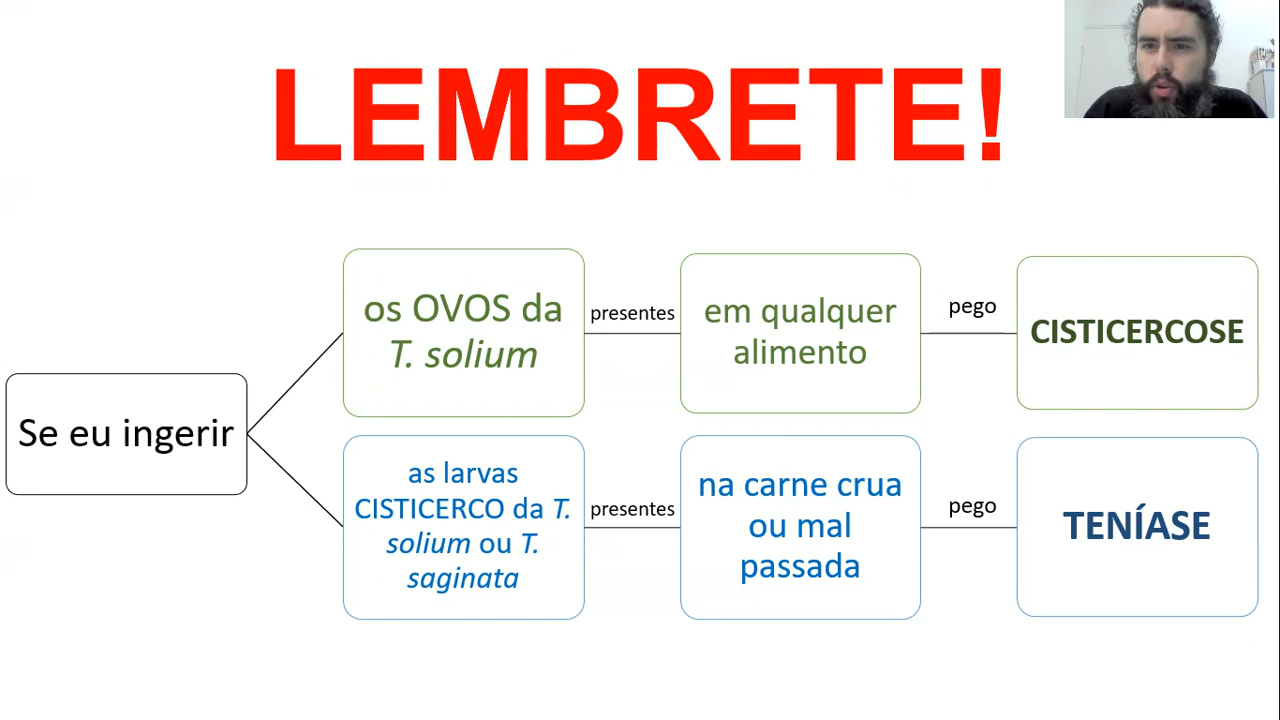 LEMBRETE!
Se eu ingerir
os OVOS da
T. solium
presentes
em qualquer
alimento
pego
CISTICERCOSE
as larvas
CISTICERCO da T.
solium ou T.
saginata
presentes
na carne crua
ou mal
passada
pego
TENÍASE